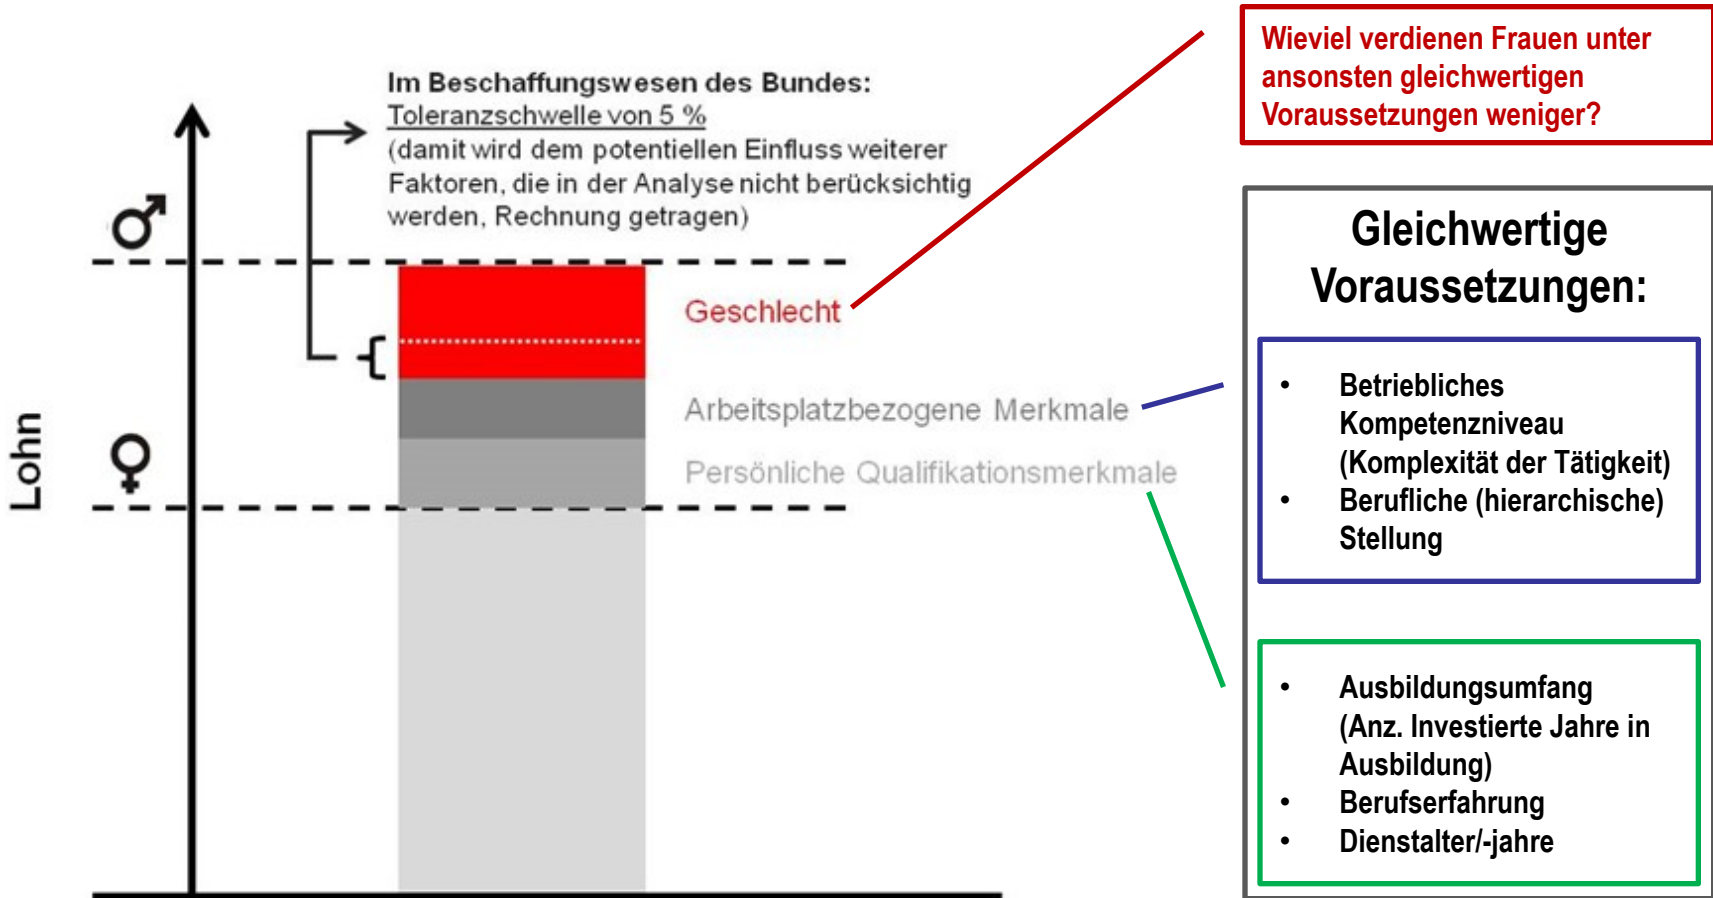 Im Beschaffungswesen des Bundes:
Toleranzschwelle von 5 %
(damit wird dem potentiellen Einfluss weiterer
Faktoren, die in der Analyse nicht berücksichtig
werden, Rechnung getragen)
Lohn
Geschlecht
Arbeitsplatzbezogene Merkmale
Persönliche Qualifikationsmerkmale
Wieviel verdienen Frauen unter
ansonsten gleichwertigen
Voraussetzungen weniger?
Gleichwertige
Voraussetzungen:
• Betriebliches
Kompetenzniveau
(Komplexität der Tätigkeit)
• Berufliche (hierarchische)
Stellung
• Ausbildungsumfang
(Anz. Investierte Jahre in
Ausbildung)
• Berufserfahrung
• Dienstalter/-jahre